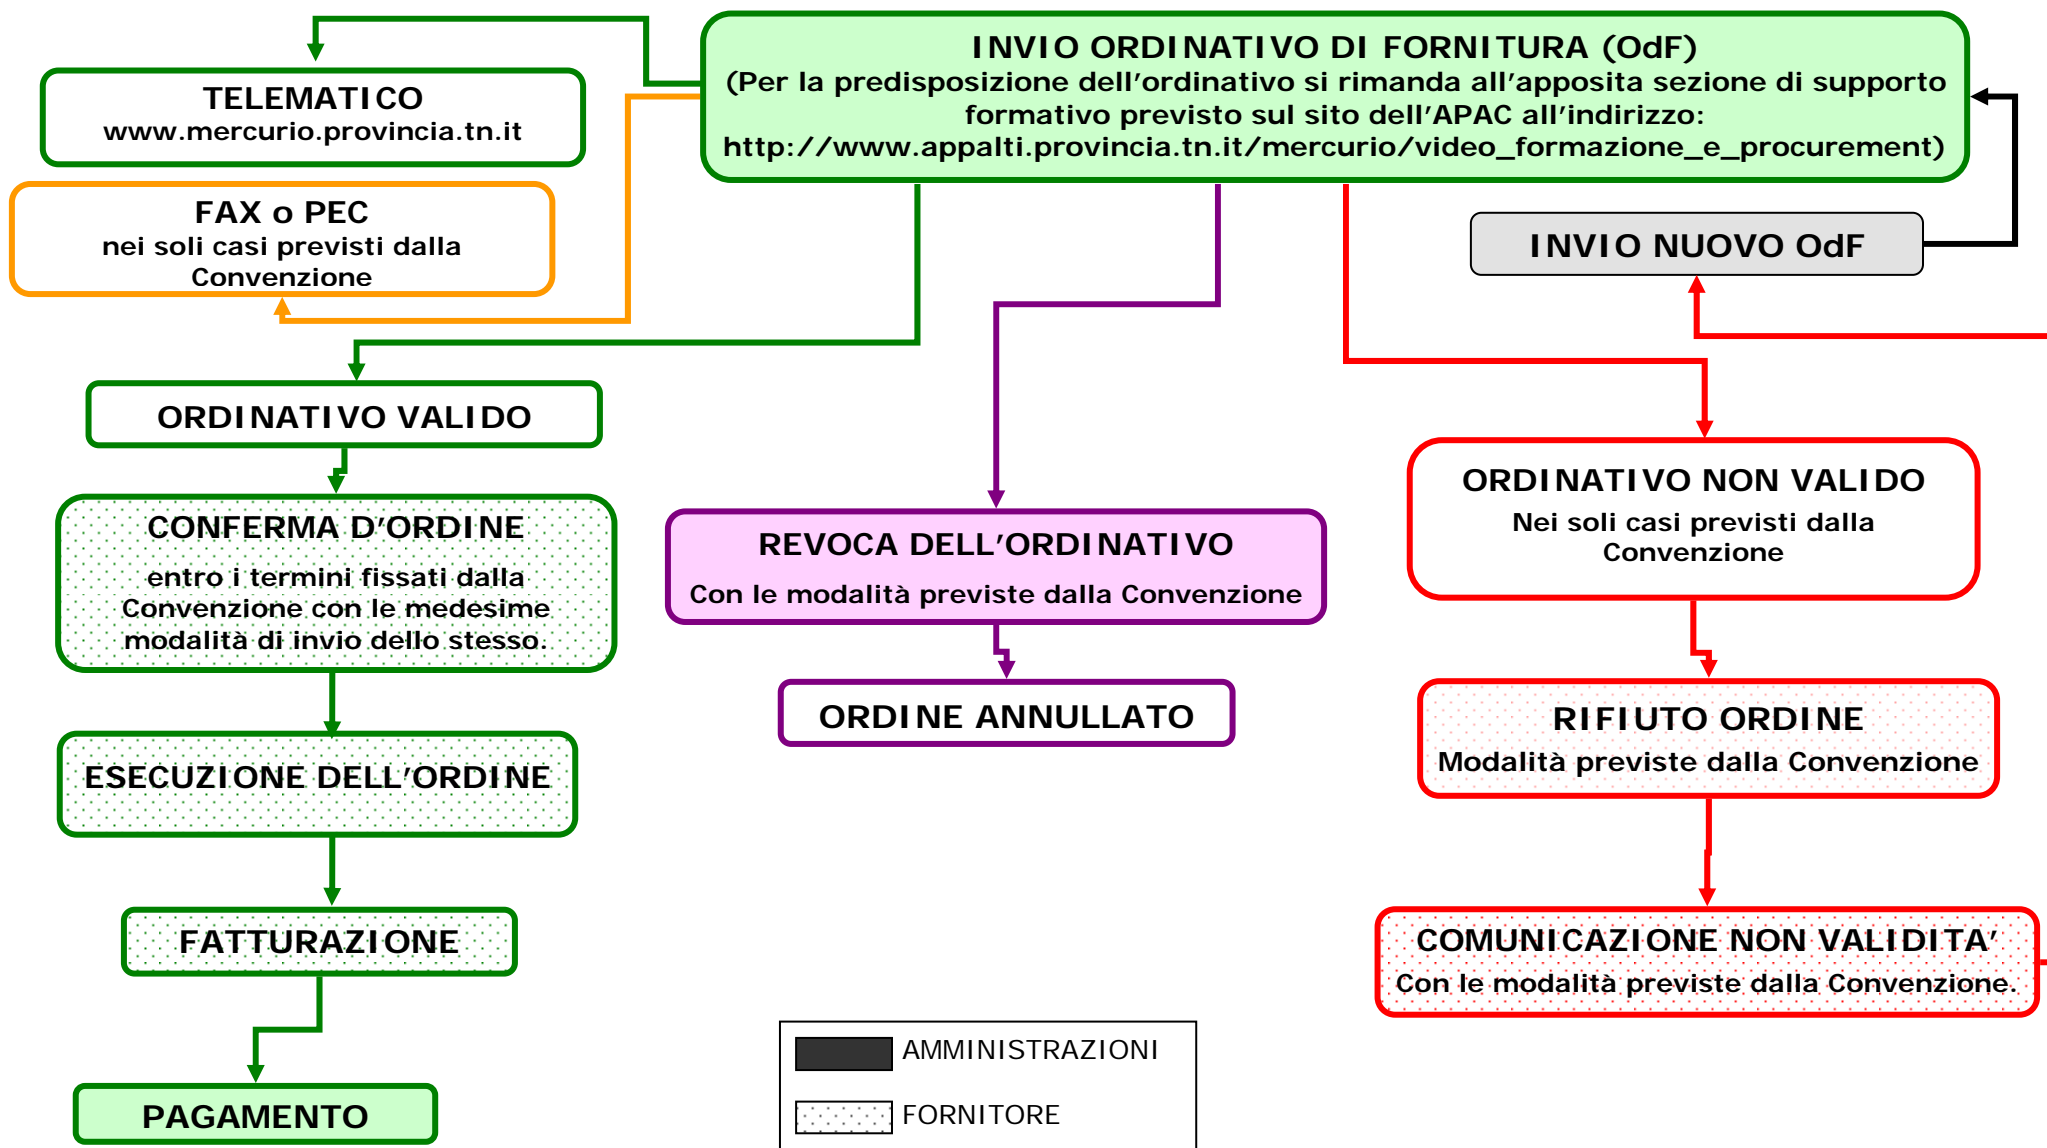 INVIO ORDINATIVO DI FORNITURA (OdF)
(Per la predisposizione dell'ordinativo si rimanda all'apposita sezione di supporto
formativo previsto sul sito dell'APAC all'indirizzo:
http://www.appalti.provincia.tn.it/mercurio/video_formazione_e_procurement)
TELEMATICO
www.mercurio.provincia.tn.it
FAX o PEC
nei soli casi previsti dalla
Convenzione
INVIO NUOVO OdF
ORDINATIVO VALIDO
CONFERMA D'ORDINE
entro i termini fissati dalla
Convenzione con le medesime
modalità di invio dello stesso.
ESECUZIONE DELL'ORDINE
FATTURAZIONE
PAGAMENTO
REVOCA DELL'ORDINATIVO
Con le modalità previste dalla Convenzione
ORDINE ANNULLATO
ORDINATIVO NON VALIDO
Nei soli casi previsti dalla
Convenzione
RIFIUTO ORDINE
Modalità previste dalla Convenzione
COMUNICAZIONE NON VALIDITA'
Con le modalità previste dalla Convenzione.
AMMINISTRAZIONI
FORNITORE